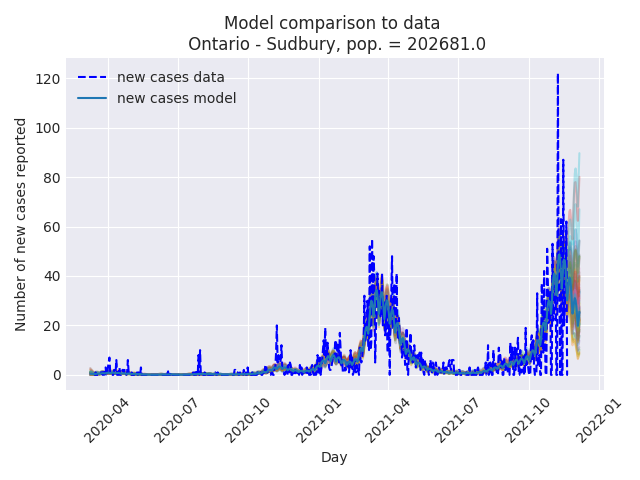 Model comparison to data
Ontario - Sudbury, pop. = 202681.0
new cases data
new cases model
Number of new cases reported
120
100
80
60
40
20
0
2020-04
2020-07
2020-10
2021-01
2021-04
2021-07
2021-10
2022-01
Day